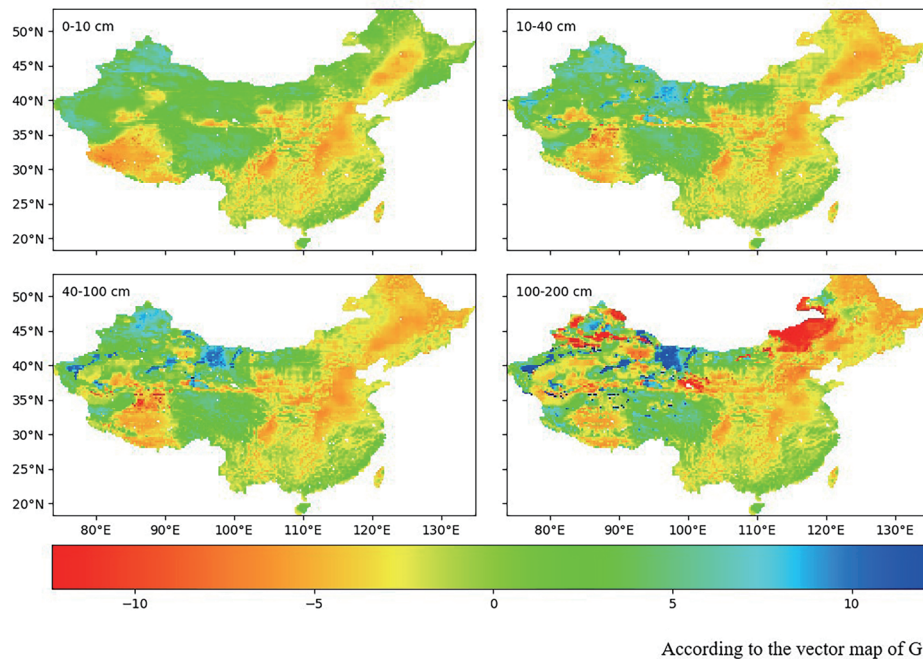 0-10 cm
10-40 cm
50°N
45°N
40°N
35°N
30°N
25°N
20°N
40-100 cm
100-200 cm
50°N
45°N
40°N
35°N
30°N
25°N
20°N
80°E 90°E 100°E 110°E 120°E 130°E
80°E 90°E 100°E 110°E 120°E 130°E
−10 −5 0 5 10
According to the vector map of G